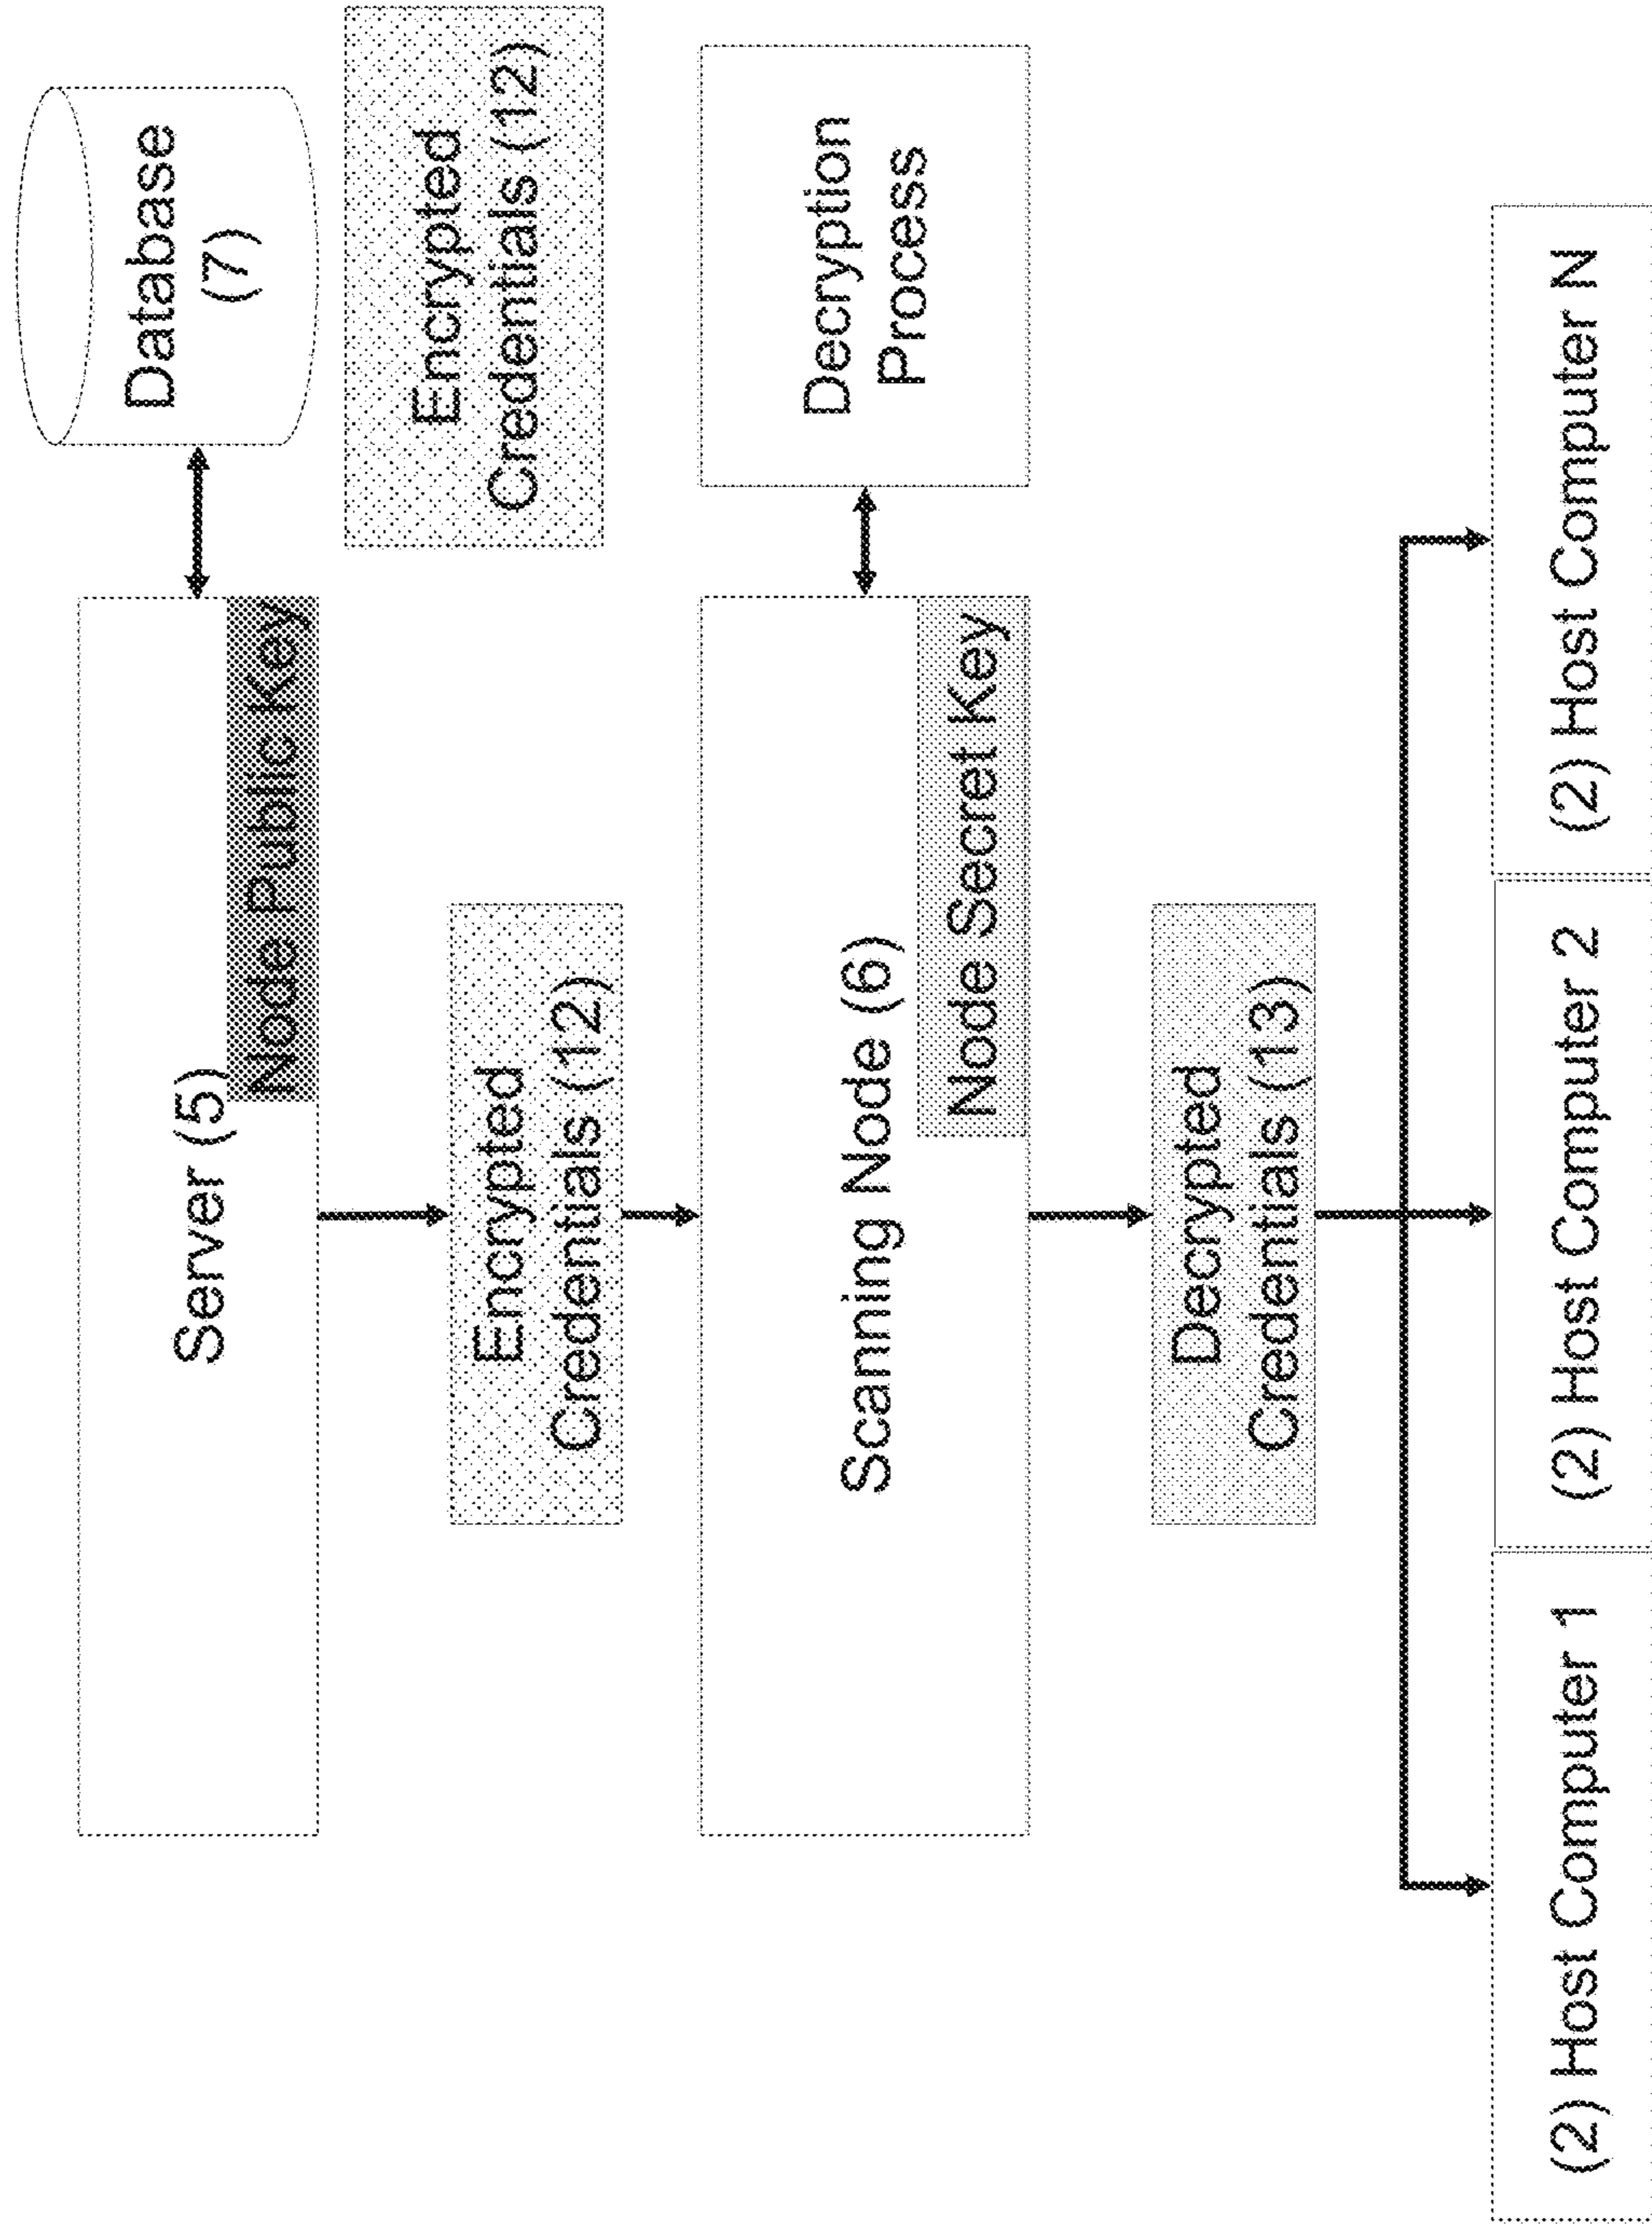 Server (5)
Node Public Key
Database
(7)
Encrypted
Credentials (12)
Encrypted
Credentials (12)
Scanning Node (6)
Node Secret Key
Decryption
Process
Decrypted
Credentials (13)
(2) Host Computer 1
(2) Host Computer 2
(2) Host Computer N